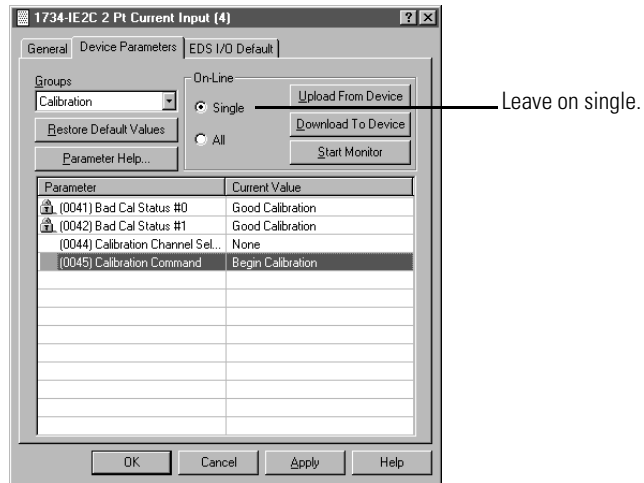 1734-IE2C 2 Pt Current Input (4)
General Device Parameters EDS I/O Default
Groups
Calibration
Restore Default Values
Parameter Help...
On-Line
Single
All
Upload From Device
Download To Device
Start Monitor
Leave on single.
Parameter Current Value
(0041) Bad Cal Status #0 Good Calibration
(0042) Bad Cal Status #1 Good Calibration
(0044) Calibration Channel Sel... None
(0045) Calibration Command Begin Calibration
OK Cancel Apply Help